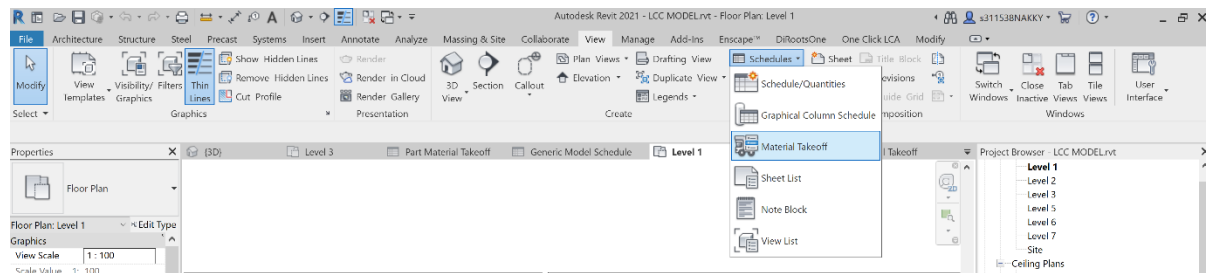 Autodesk Revit 2021 - LCC MODEL.rvt - Floor Plan: Level 1
s311538NAKKY
File Architecture Structure Steel Precast Systems Insert Annotate Analyze Massing & Site Collaborate View Manage Add-Ins Enscape™ DiRootsOne One Click LCA Modify
Modify
View Templates
Visibility/ Graphics
Filters
Thin Lines
Show Hidden Lines
Remove Hidden Lines
Cut Profile
Render
Render in Cloud
Render Gallery
3D View
Section
Callout
Plan Views
Elevation
Drafting View
Duplicate View
Legends
Schedules
Sheet
Title Block
evisions
uide Grid
Switch Windows
Close Inactive
Tab Views
Tile Views
User Interface
Select
Graphics
Presentation
Create
mposition
Windows
Schedule/Quantities
Graphical Column Schedule
Material Takeoff
Sheet List
Note Block
View List
Properties
{3D}
Level 3
Part Material Takeoff
Generic Model Schedule
Level 1
l Takeoff
Project Browser - LCC MODEL.rvt
Floor Plan
Floor Plan: Level 1
Edit Type
Graphics
View Scale 1 : 100
Scale Value 1: 100
2D
Level 1
Level 2
Level 3
Level 5
Level 6
Level 7
Site
Ceiling Plans